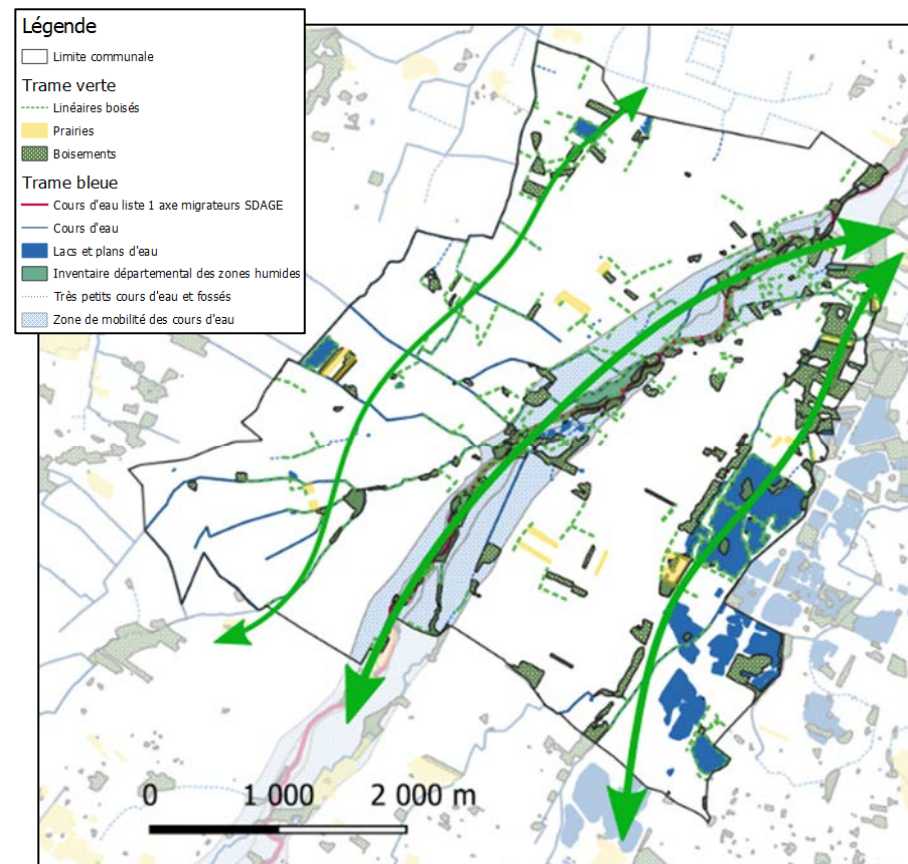 Légende
Limite communale
Trame verte
Linéaires boisés
Prairies
Boisements
Trame bleue
Cours d'eau liste 1 axe migrateurs SDAGE
Cours d'eau
Lacs et plans d'eau
Inventaire départemental des zones humides
Très petits cours d'eau et fossés
Zone de mobilité des cours d'eau
0 1 000 2 000 m